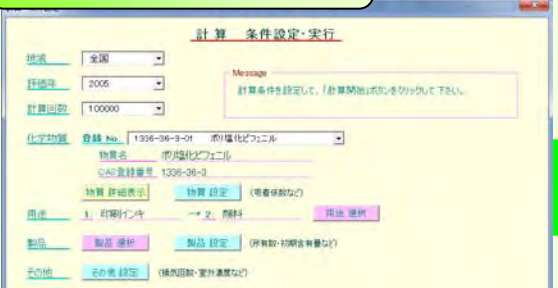 計算 条件設定・実行
地域 全国
Message
評価年 2005
計算条件を設定して、「計算開始」ボタンをクリックして下さい。
計算回数 100000
化学物質 登録 No. 1336-36-3-01 ポリ塩化ビフェニル
物質名 ポリ塩化ビフェニル
CAS登録番号 1336-36-3
物質 詳細表示 物質 設定 (吸着係数など)
用途 1. 印刷インキ → 2. 顔料 用途 選択
製品 製品 選択 製品 設定 (所有数・初期含有量など)
その他 その他 設定 (換気回数・室外濃度など)